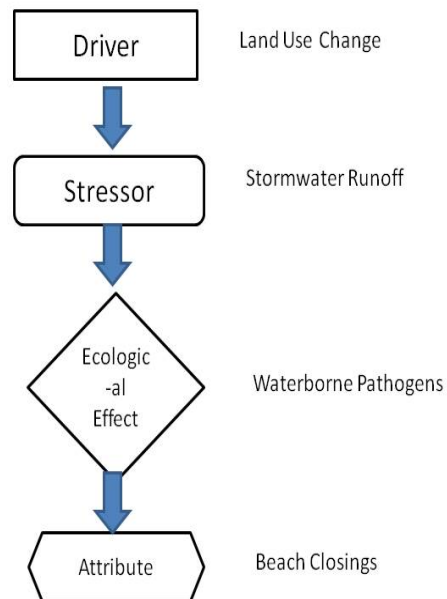 Driver
Land Use Change
Stressor
Stormwater Runoff
Ecologic
-al
Effect
Waterborne Pathogens
Attribute
Beach Closings